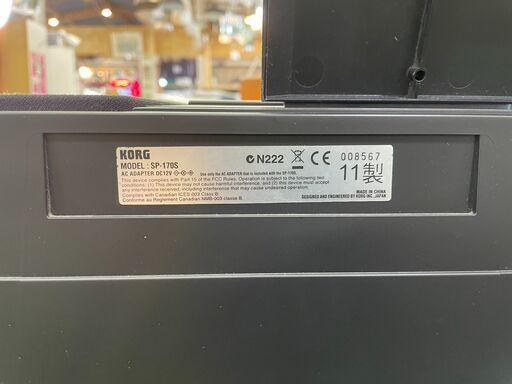 KORG
MODEL : SP-170S
AC ADAPTER DC12V
Use only the AC ADAPTER that is included with the SP-170S.
This device complies with Part 15 of the FCC Rules. Operation is subject to the following two
conditions: (1) This device may not cause harmful interference, and (2) this device must accept
any interference received, including interference that may cause undesired operation.
Complies with Canadian ICES-003 Class B.
Conforme au Reglement Canadien NMB-003 classe B.
N222
CE
008567
11製
MADE IN CHINA
DESIGNED AND ENGINEERED BY KORG INC. JAPAN